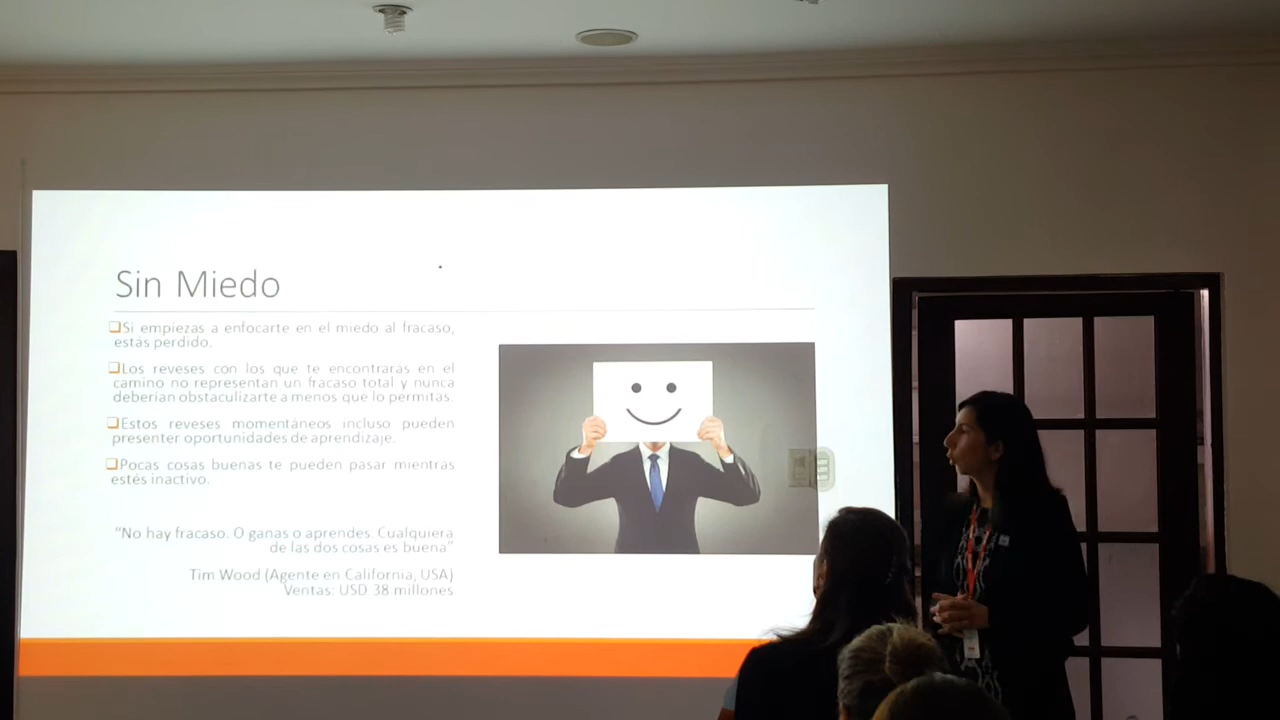 Sin Miedo
❑Si empiezas a enfocarte en el miedo al fracaso,
estás perdido.
❑Los reveses con los que te encontraras en el
camino no representan un fracaso total y nunca
deberían obstaculizarte a menos que lo permitas.
❑Estos reveses momentáneos incluso pueden
presenter oportunidades de aprendizaje.
❑Pocas cosas buenas te pueden pasar mientras
estés inactivo.
“No hay fracaso. O ganas o aprendes. Cualquiera
de las dos cosas es buena”
Tim Wood (Agente en California, USA)
Ventas: USD 38 millones